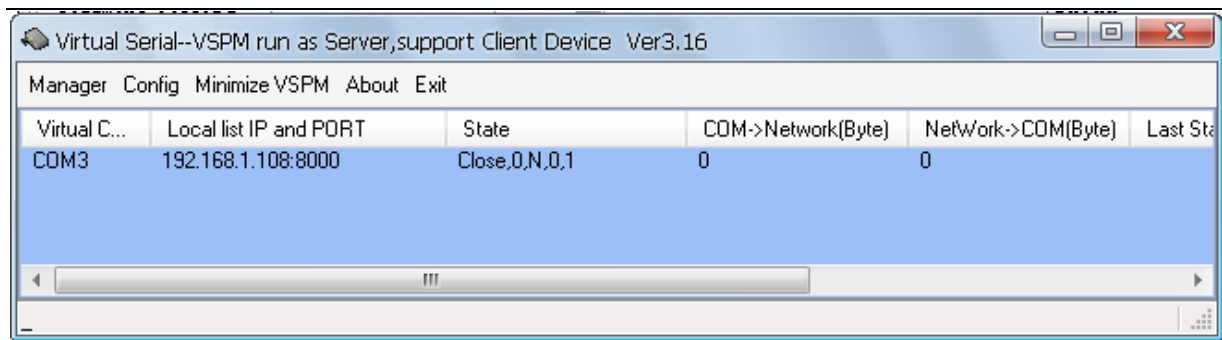 Virtual Serial--VSPM run as Server,support Client Device Ver3.16
Manager Config Minimize VSPM About Exit
Virtual C... Local list IP and PORT State COM->Network(Byte) NetWork->COM(Byte) Last Sta
COM3 192.168.1.108:8000 Close,0,N,0,1 0 0